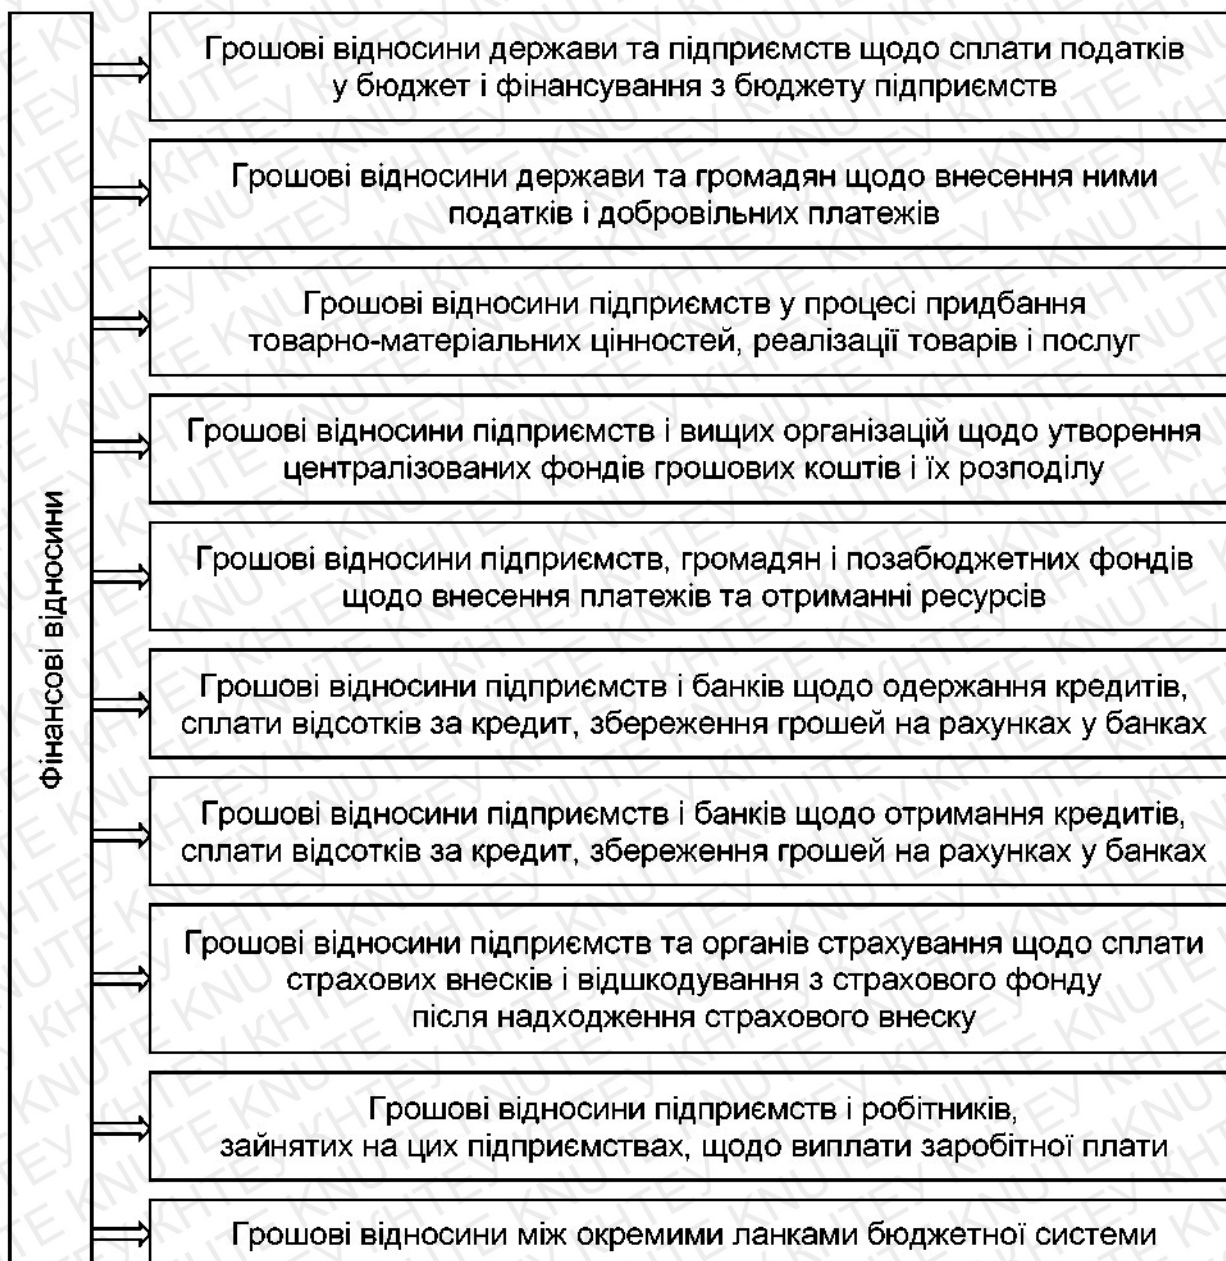 Фінансові відносини
Грошові відносини держави та підприємств щодо сплати податків
у бюджет і фінансування з бюджету підприємств
Грошові відносини держави та громадян щодо внесення ними
податків і добровільних платежів
Грошові відносини підприємств у процесі придбання
товарно-матеріальних цінностей, реалізації товарів і послуг
Грошові відносини підприємств і вищих організацій щодо утворення
централізованих фондів грошових коштів і їх розподілу
Грошові відносини підприємств, громадян і позабюджетних фондів
щодо внесення платежів та отриманні ресурсів
Грошові відносини підприємств і банків щодо одержання кредитів,
сплати відсотків за кредит, збереження грошей на рахунках у банках
Грошові відносини підприємств і банків щодо отримання кредитів,
сплати відсотків за кредит, збереження грошей на рахунках у банках
Грошові відносини підприємств та органів страхування щодо сплати
страхових внесків і відшкодування з страхового фонду
після надходження страхового внеску
Грошові відносини підприємств і робітників,
зайнятих на цих підприємствах, щодо виплати заробітної плати
Грошові відносини між окремими ланками бюджетної системи